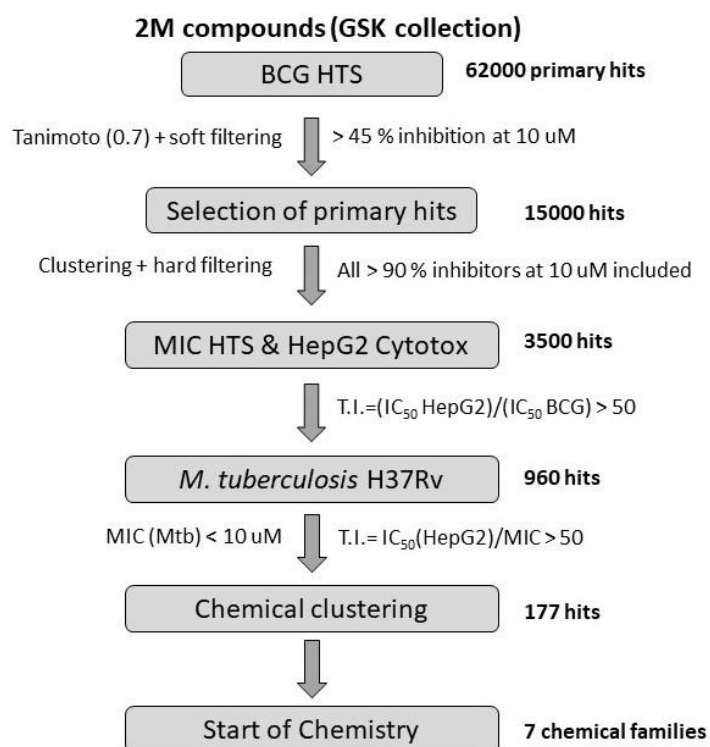 2M compounds (GSK collection)
BCG HTS
62000 primary hits
Tanimoto (0.7) + soft filtering
> 45 % inhibition at 10 uM
Selection of primary hits
15000 hits
Clustering + hard filtering
All > 90 % inhibitors at 10 uM included
MIC HTS & HepG2 Cytotox
3500 hits
T.I.=(IC50 HepG2)/(IC50 BCG) > 50
M. tuberculosis H37Rv
960 hits
MIC (Mtb) < 10 uM
T.I.= IC50(HepG2)/MIC > 50
Chemical clustering
177 hits
Start of Chemistry
7 chemical families